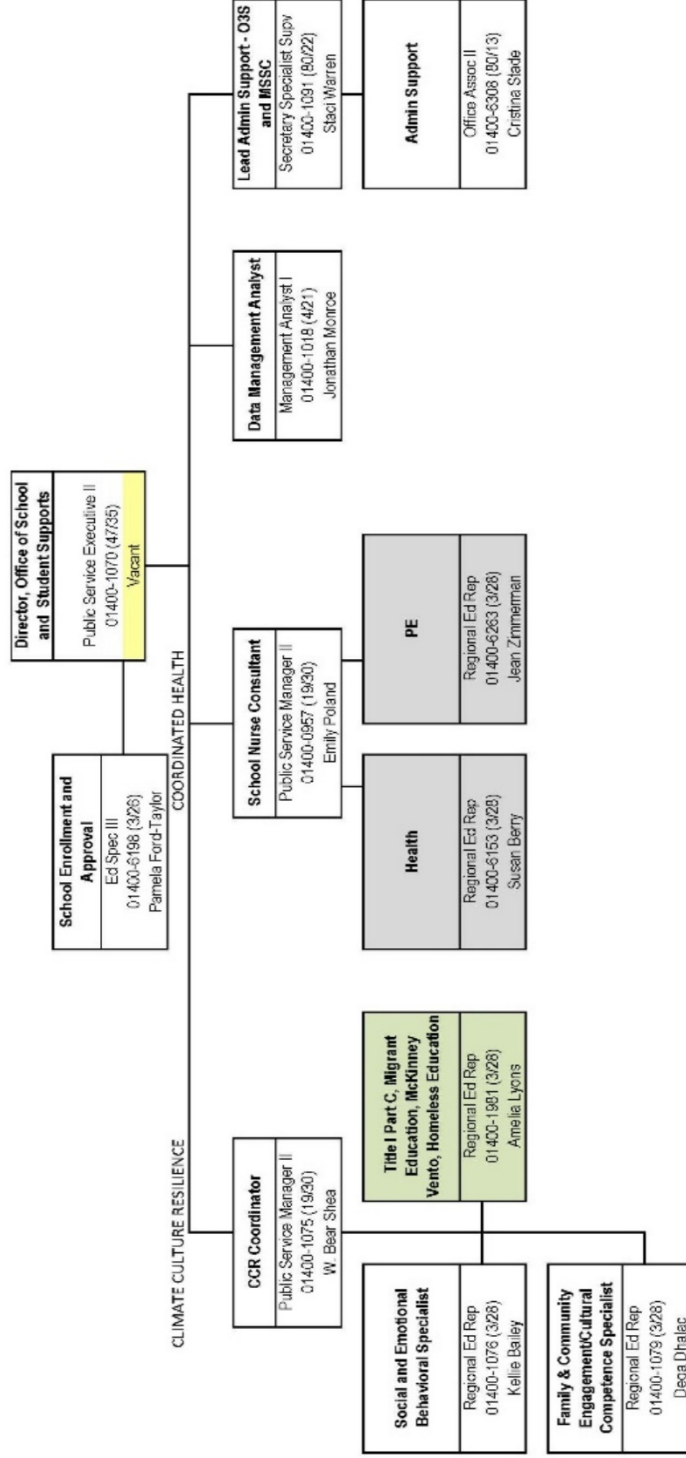 Director, Office of School
and Student Supports
Public Service Executive II
01400-1070 (47/35)
Vacant
School Enrollment and
Approval
Ed Spec III
01400-6198 (3/26)
Pamela Ford-Taylor
CLIMATE CULTURE RESILIENCE
COORDINATED HEALTH
CCR Coordinator
Public Service Manager II
01400-1075 (19/30)
W. Bear Shea
School Nurse Consultant
Public Service Manager II
01400-0957 (19/30)
Emily Poland
Data Management Analyst
Management Analyst I
01400-1018 (4/21)
Jonathan Monroe
Lead Admin Support - O3S
and MSSC
Secretary Specialist Supv
01400-1091 (80/22)
Staci Warren
Social and Emotional
Behavioral Specialist
Regional Ed Rep
01400-1076 (3/28)
Kellie Bailey
Title I Part C, Migrant
Education, McKinney
Vento, Homeless Education
Regional Ed Rep
01400-1981 (3/28)
Amelia Lyons
Health
Regional Ed Rep
01400-6153 (3/28)
Susan Berry
PE
Regional Ed Rep
01400-6263 (3/28)
Jean Zimmerman
Admin Support
Office Assoc II
01400-6308 (80/13)
Cristina Stade
Family & Community
Engagement/Cultural
Competence Specialist
Regional Ed Rep
01400-1079 (3/28)
Deqa Dhalac